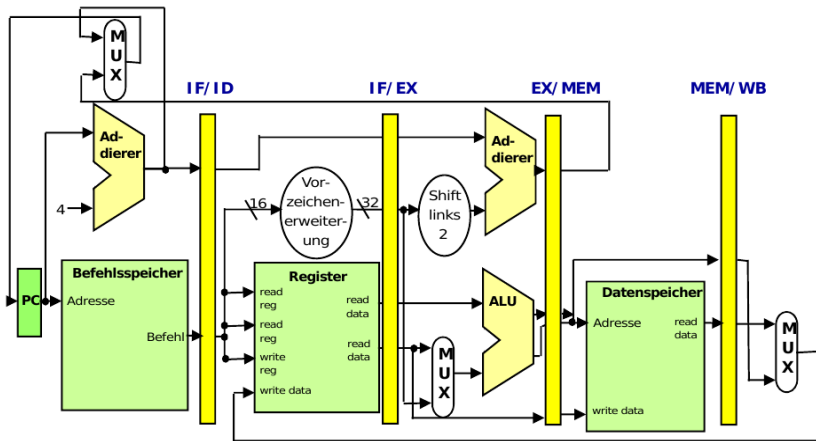 M
U
X
IF/ID
IF/EX
EX/MEM
MEM/WB
Ad-
dierer
4
16
Vor-
zeichen-
erweiter-
ung
32
Shift
links
2
Ad-
dierer
PC
Befehlsspeicher
Adresse
Befehl
Register
read
reg
read
reg
write
reg
write data
read
data
read
data
M
U
X
ALU
Datenspeicher
Adresse
read
data
write data
M
U
X